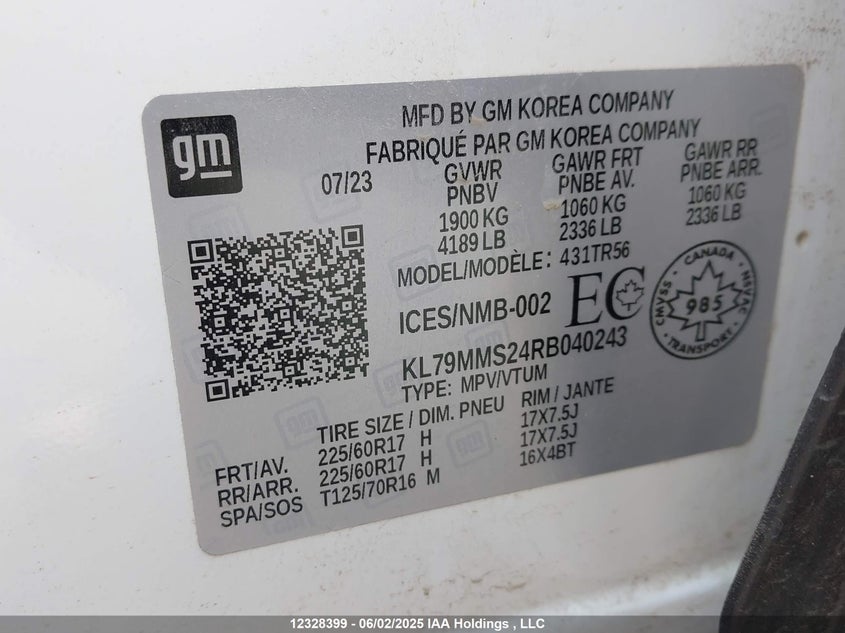 gm
MFD BY GM KOREA COMPANY
FABRIQUÉ PAR GM KOREA COMPANY
07/23
GVWR
PNBV
1900 KG
4189 LB
GAWR FRT
PNBE AV.
1060 KG
2336 LB
GAWR RR
PNBE ARR.
1060 KG
2336 LB
MODEL/MODÈLE: 431TR56
ICES/NMB-002
EC
CANADA
CMVSS
NSVAC
985
TRANSPORT
KL79MMS24RB040243
TYPE: MPV/VTUM
TIRE SIZE / DIM. PNEU RIM / JANTE
FRT/AV. 225/60R17 H 17X7.5J
RR/ARR. 225/60R17 H 17X7.5J
SPA/SOS T125/70R16 M 16X4BT
12328399 - 06/02/2025 IAA Holdings , LLC